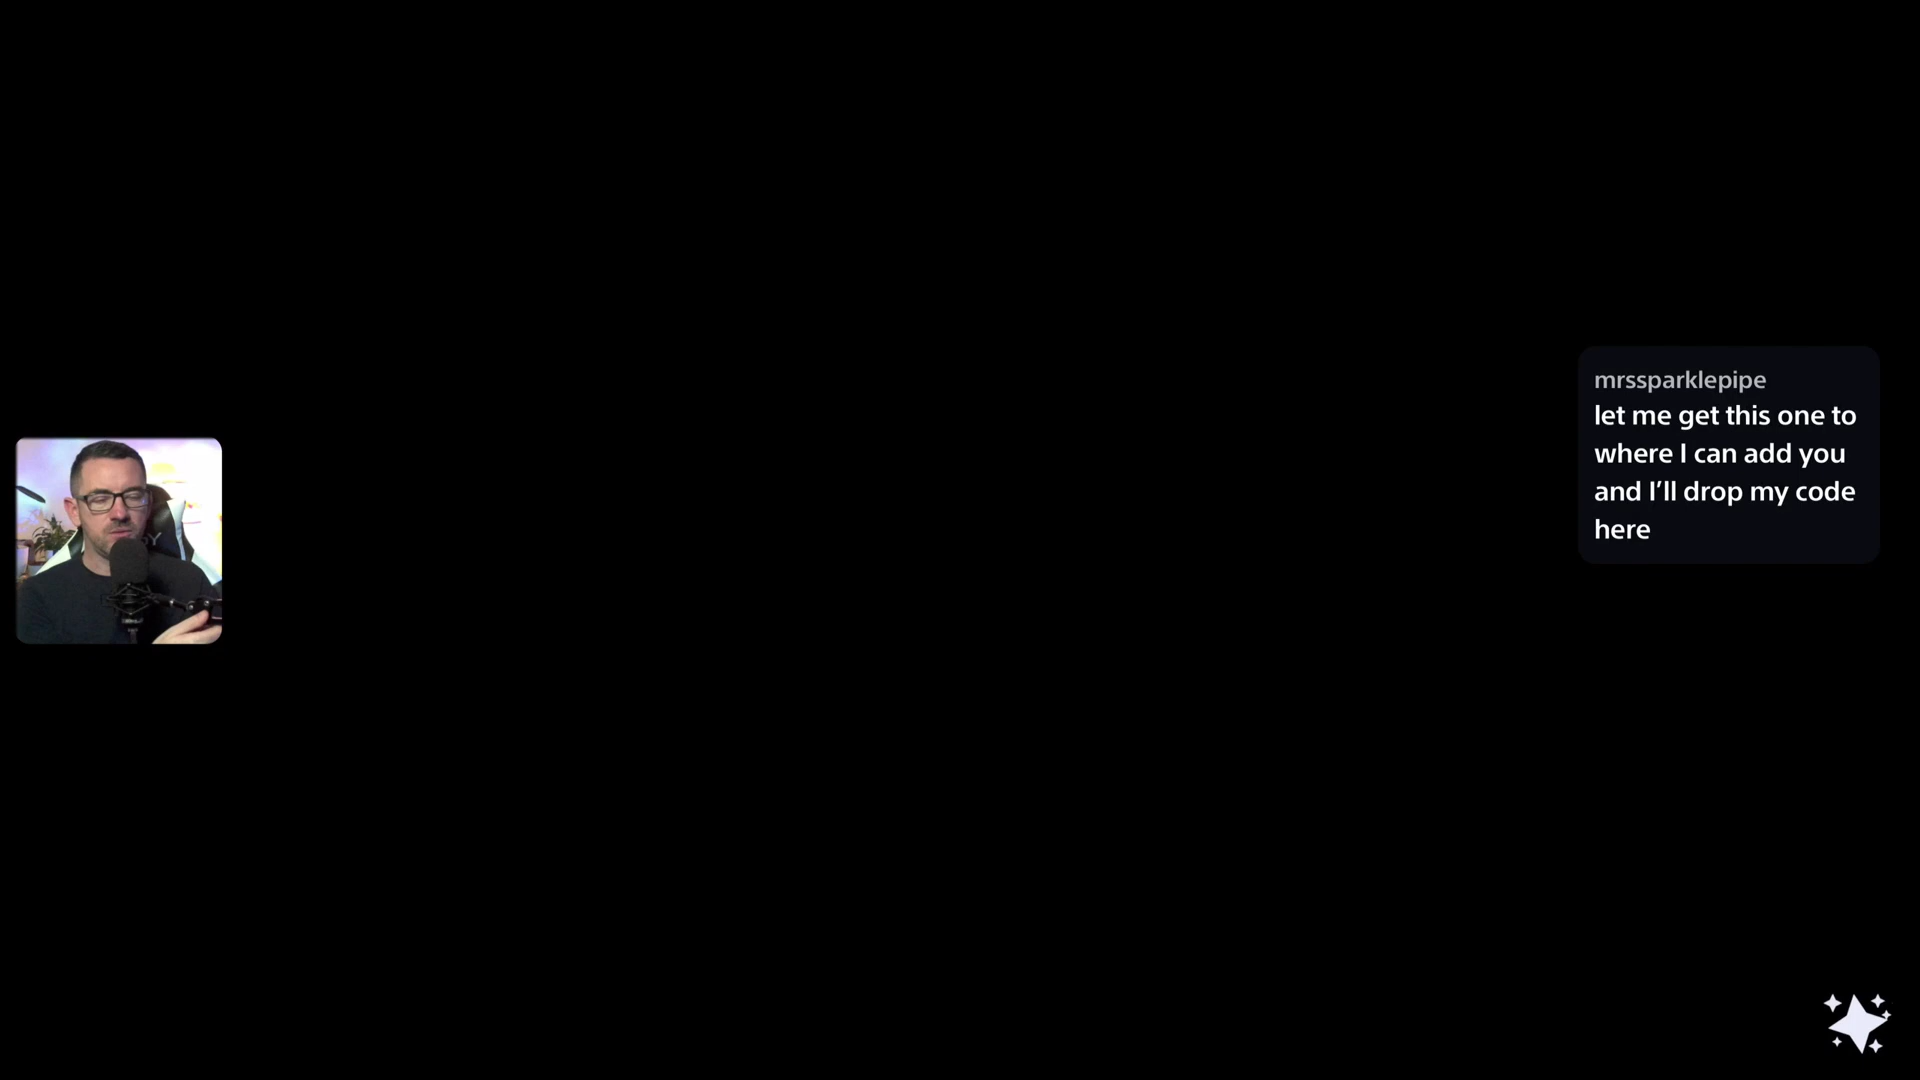 mrssparklepipe
let me get this one to
where I can add you
and I’ll drop my code
here